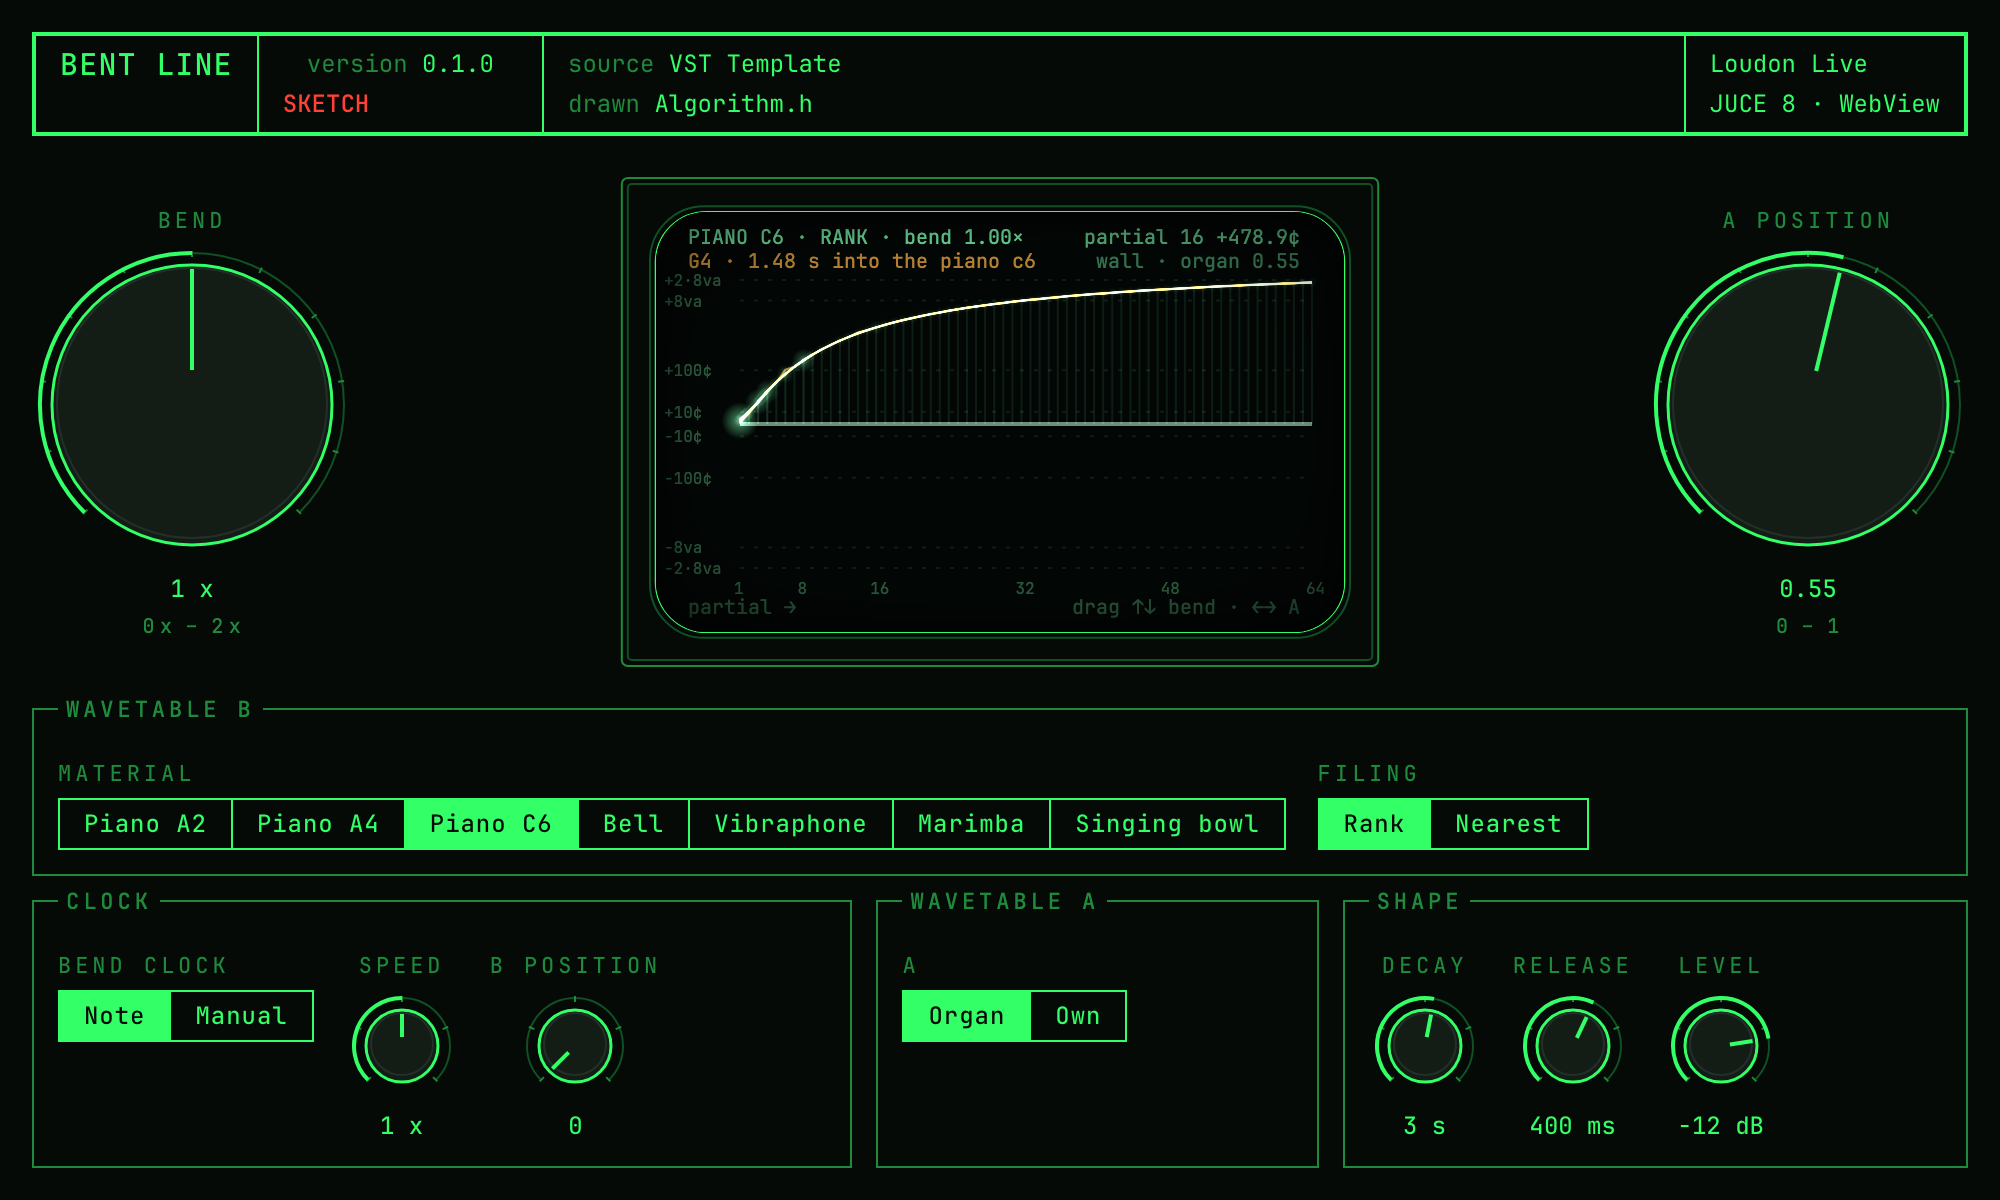 BENT LINE
version 0.1.0
SKETCH
source VST Template
drawn Algorithm.h
Loudon Live
JUCE 8 · WebView
BEND
1 x
0x – 2x
PIANO C6 · RANK · bend 1.00×
partial 16 +478.9¢
G4 · 1.48 s into the piano c6
wall · organ 0.55
+2·8va
+8va
+100¢
+10¢
-10¢
-100¢
-8va
-2·8va
1 8 16 32 48 64
partial →
drag ↑↓ bend · ←→ A
A POSITION
0.55
0 – 1
WAVETABLE B
MATERIAL
Piano A2 Piano A4 Piano C6 Bell Vibraphone Marimba Singing bowl
FILING
Rank Nearest
CLOCK
BEND CLOCK
Note Manual
SPEED
1 x
B POSITION
0
WAVETABLE A
A
Organ Own
SHAPE
DECAY
3 s
RELEASE
400 ms
LEVEL
-12 dB